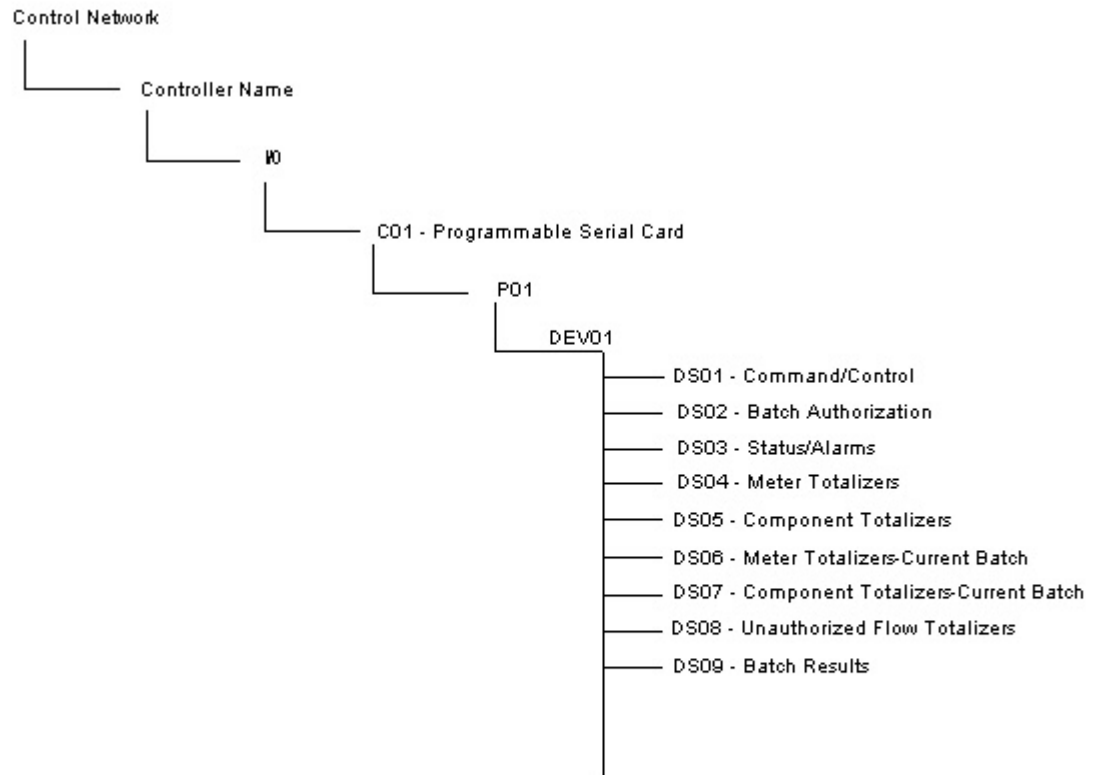 Control Network
Controller Name
I/O
C01 - Programmable Serial Card
P01
DEV01
DS01 - Command/Control
DS02 - Batch Authorization
DS03 - Status/Alarms
DS04 - Meter Totalizers
DS05 - Component Totalizers
DS06 - Meter Totalizers-Current Batch
DS07 - Component Totalizers-Current Batch
DS08 - Unauthorized Flow Totalizers
DS09 - Batch Results